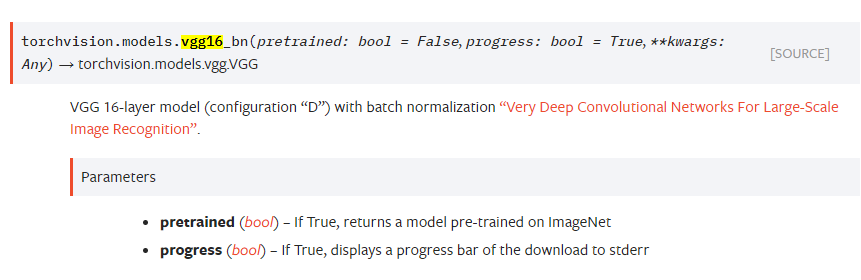 torchvision.models.vgg16_bn(pretrained: bool = False, progress: bool = True, **kwargs:
Any) → torchvision.models.vgg.VGG
[SOURCE]
VGG 16-layer model (configuration “D”) with batch normalization “Very Deep Convolutional Networks For Large-Scale
Image Recognition”.
Parameters
• pretrained (bool) – If True, returns a model pre-trained on ImageNet
• progress (bool) – If True, displays a progress bar of the download to stderr